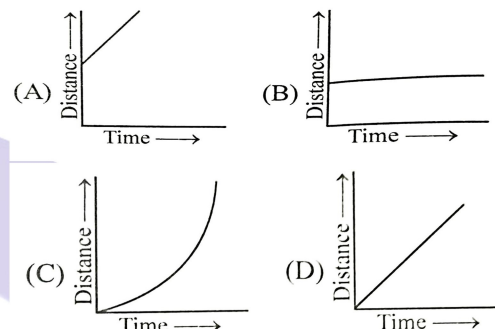 (A)
Distance →
Time →
(B)
Distance →
Time →
(C)
Distance →
Time →
(D)
Distance →
Time →